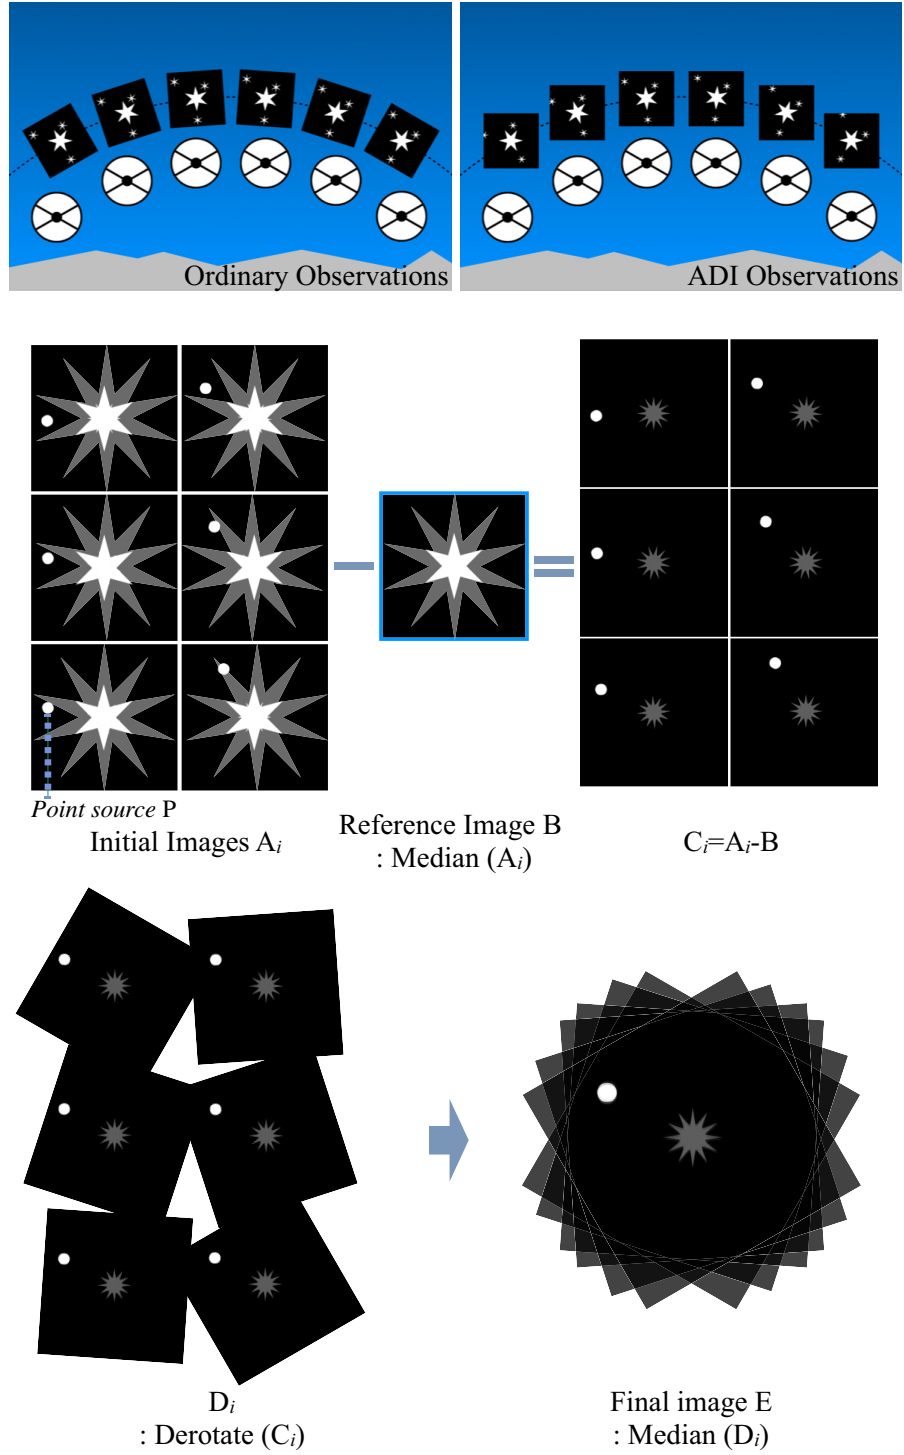 Ordinary Observations
ADI Observations
Point source P
Initial Images Ai
Reference Image B
: Median (Ai)
Ci=Ai-B
Di
: Derotate (Ci)
Final image E
: Median (Di)